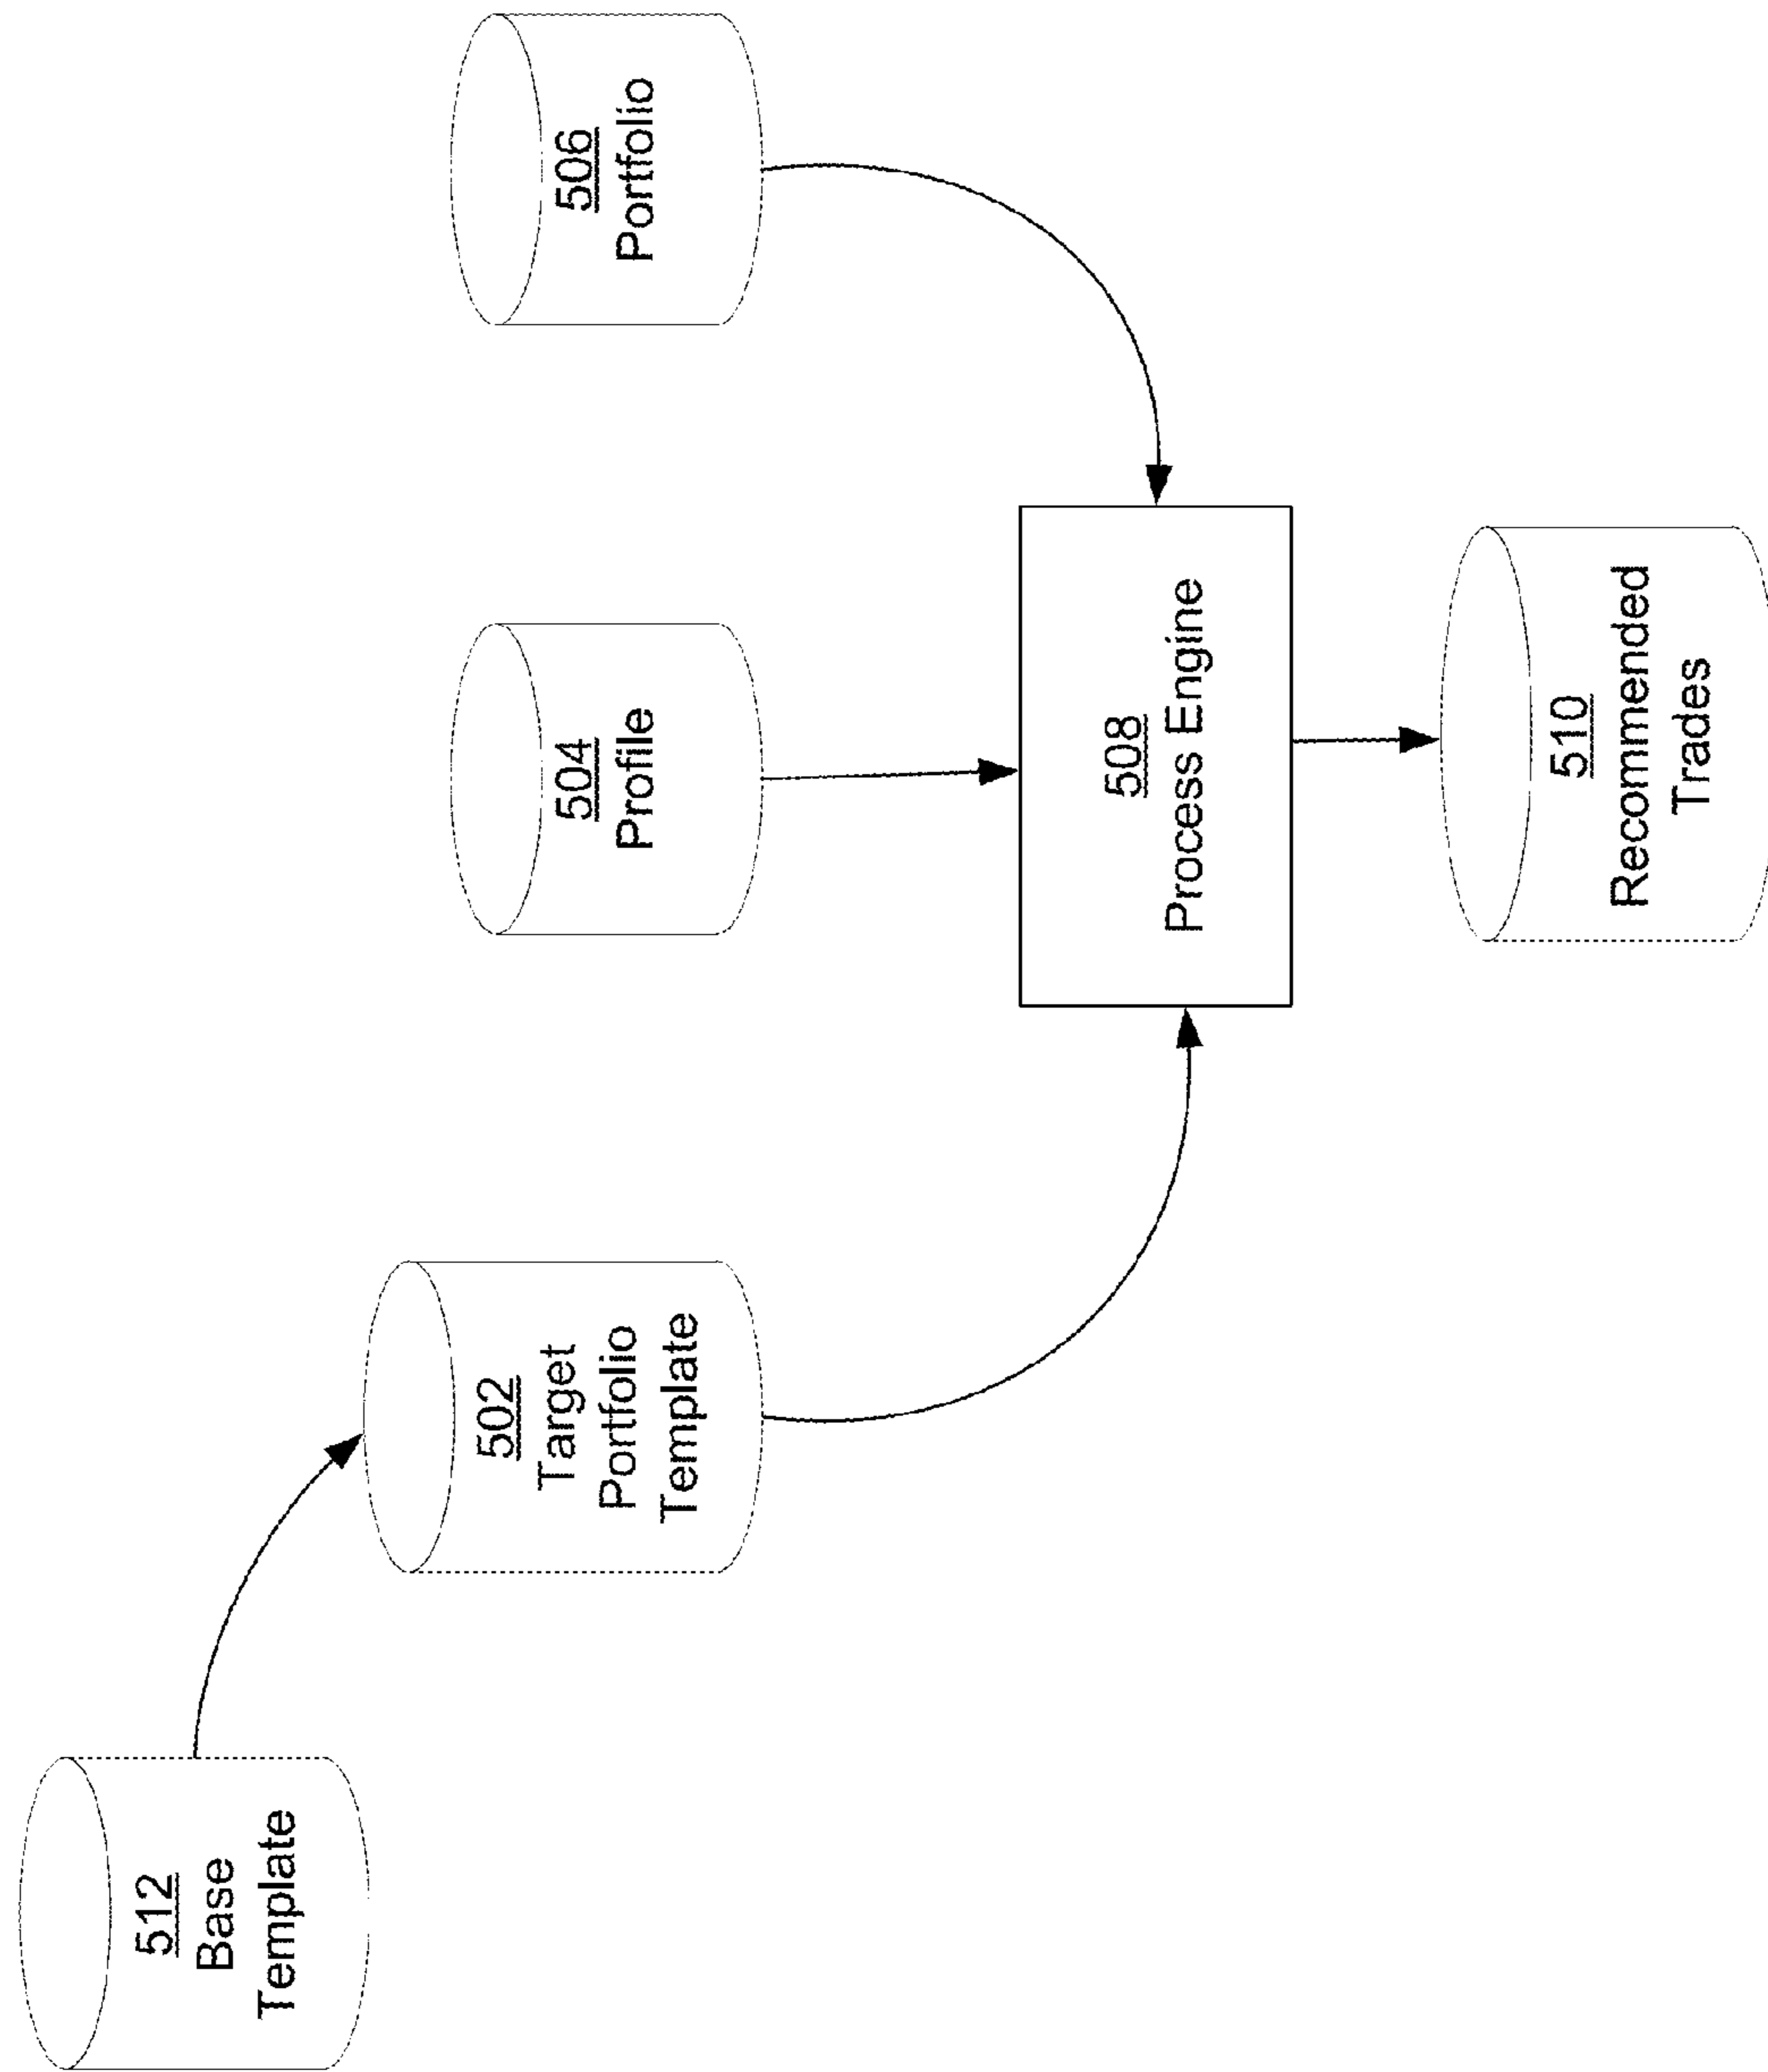 512
Base
Template
502
Target
Portfolio
Template
504
Profile
506
Portfolio
508
Process Engine
510
Recommended
Trades